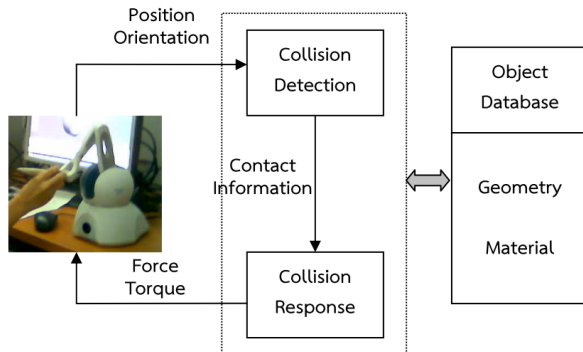 Position
Orientation
Collision
Detection
Object
Database
Contact
Information
Geometry
Material
Force
Torque
Collision
Response